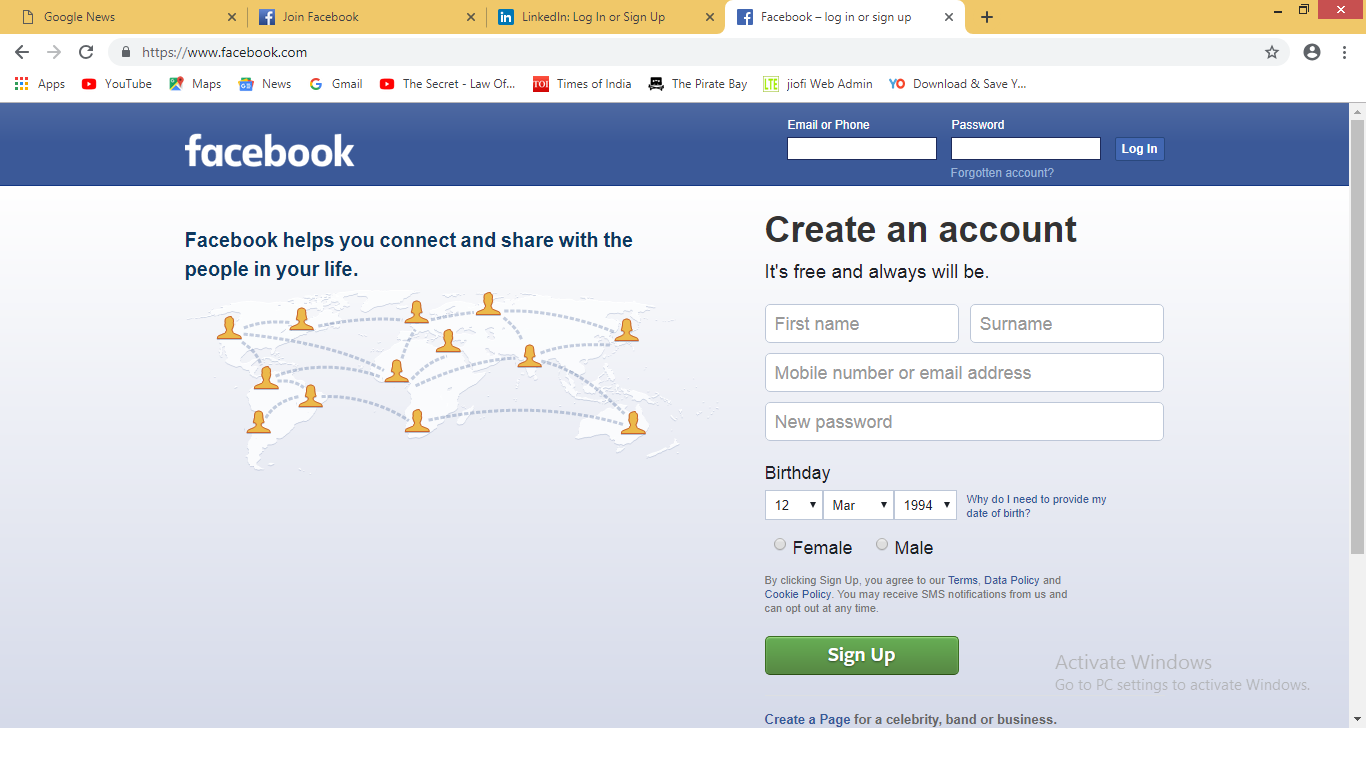 Google News
Join Facebook
LinkedIn: Log In or Sign Up
Facebook – log in or sign up
https://www.facebook.com
Apps YouTube Maps News Gmail The Secret - Law Of... TOI Times of India The Pirate Bay LTE jiofi Web Admin YO Download & Save Y...
facebook
Email or Phone Password
Log In
Forgotten account?
Facebook helps you connect and share with the
people in your life.
Create an account
It's free and always will be.
First name Surname
Mobile number or email address
New password
Birthday
12 Mar 1994
Why do I need to provide my
date of birth?
Female Male
By clicking Sign Up, you agree to our Terms, Data Policy and
Cookie Policy. You may receive SMS notifications from us and
can opt out at any time.
Sign Up
Activate Windows
Go to PC settings to activate Windows.
Create a Page for a celebrity, band or business.